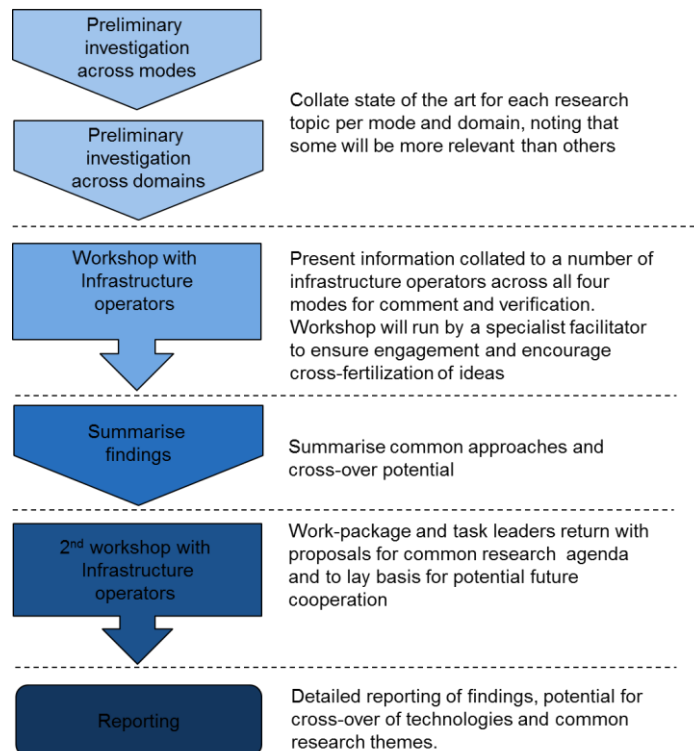 Preliminary
investigation
across modes
Preliminary
investigation
across domains
Collate state of the art for each research
topic per mode and domain, noting that
some will be more relevant than others
Workshop with
Infrastructure
operators
Present information collated to a number of
infrastructure operators across all four
modes for comment and verification.
Workshop will run by a specialist facilitator
to ensure engagement and encourage
cross-fertilization of ideas
Summarise
findings
Summarise common approaches and
cross-over potential
2nd workshop with
Infrastructure
operators
Work-package and task leaders return with
proposals for common research agenda
and to lay basis for potential future
cooperation
Reporting
Detailed reporting of findings, potential for
cross-over of technologies and common
research themes.